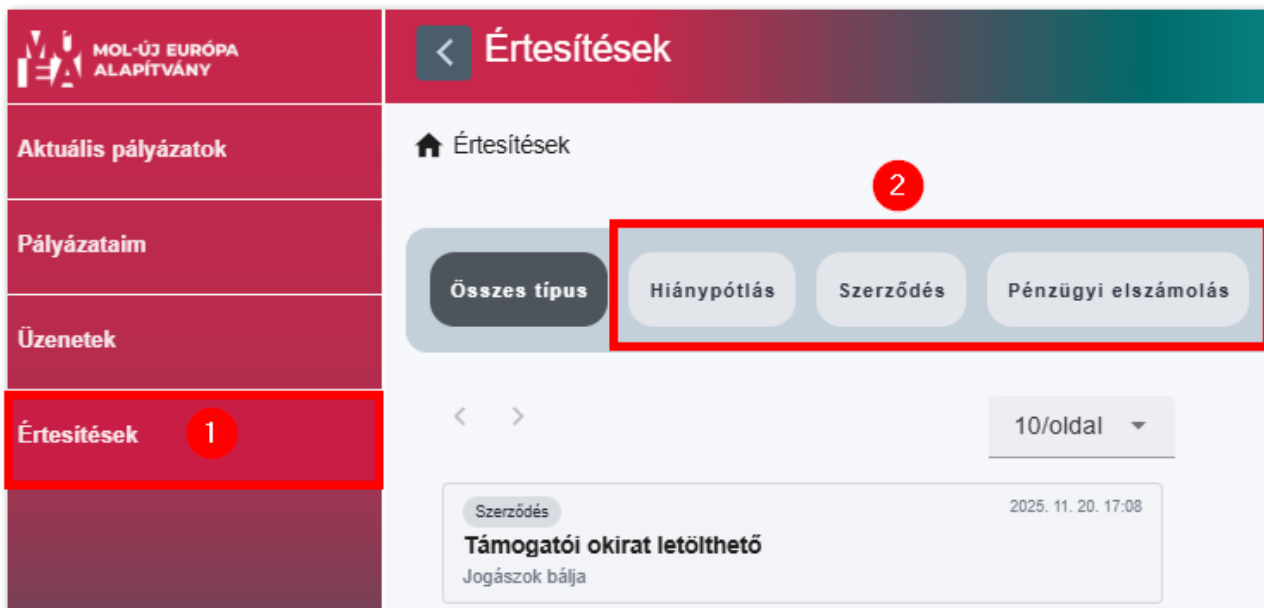 MOL-ÚJ EURÓPA
ALAPÍTVÁNY
Aktuális pályázatok
Pályázataim
Üzenetek
Értesítések 1
Értesítések
Értesítések
2
Összes típus Hiánypótlás Szerződés Pénzügyi elszámolás
10/oldal
Szerződés 2025. 11. 20. 17:08
Támogatói okirat letölthető
Jogászok bálja